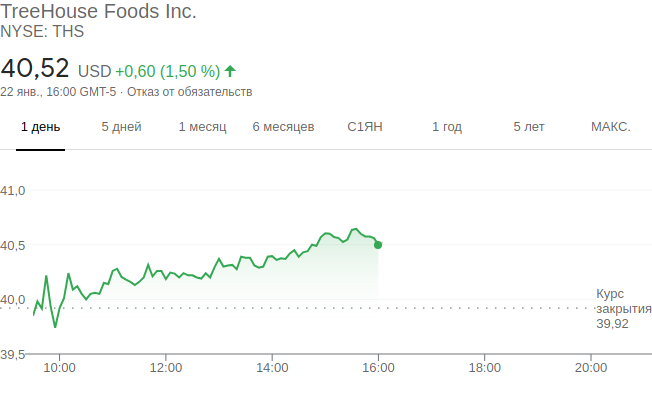 TreeHouse Foods Inc.
NYSE: THS
40,52 USD +0,60 (1,50 %)
22 янв., 16:00 GMT-5 · Отказ от обязательств
1 день 5 дней 1 месяц 6 месяцев С1ЯН 1 год 5 лет МАКС.
41,0
40,5
40,0
Курс
закрытия
39,92
39,5
10:00 12:00 14:00 16:00 18:00 20:00